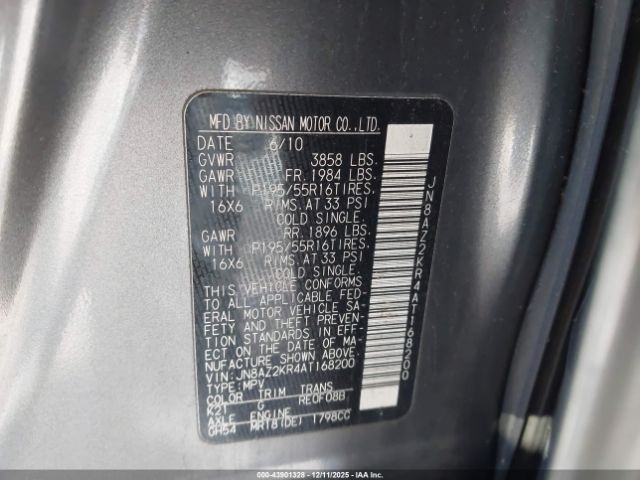 MFD BY NISSAN MOTOR CO.,LTD.
DATE 6/10
GVWR 3858 LBS.
GAWR FR. 1984 LBS.
WITH P195/55R16TIRES,
16X6 RIMS, AT 33 PSI
COLD SINGLE.
GAWR RR. 1896 LBS.
WITH P195/55R16TIRES,
16X6 RIMS, AT 33 PSI
COLD SINGLE.
THIS VEHICLE CONFORMS
TO ALL APPLICABLE FED-
ERAL MOTOR VEHICLE SA-
FETY AND THEFT PREVEN-
TION STANDARDS IN EFF-
ECT ON THE DATE OF MA-
NUFACTURE SHOWN ABOVE.
VIN:JN8AZ2KR4AT168200
TYPE:MPV
COLOR TRIM TRANS
K21 G RE0F08B
AXLE ENGINE
GH54 MR18(DE) 1798CC
JN8AZ2KR4AT168200
000-43901328 - 12/11/2025 - IAAI.COM